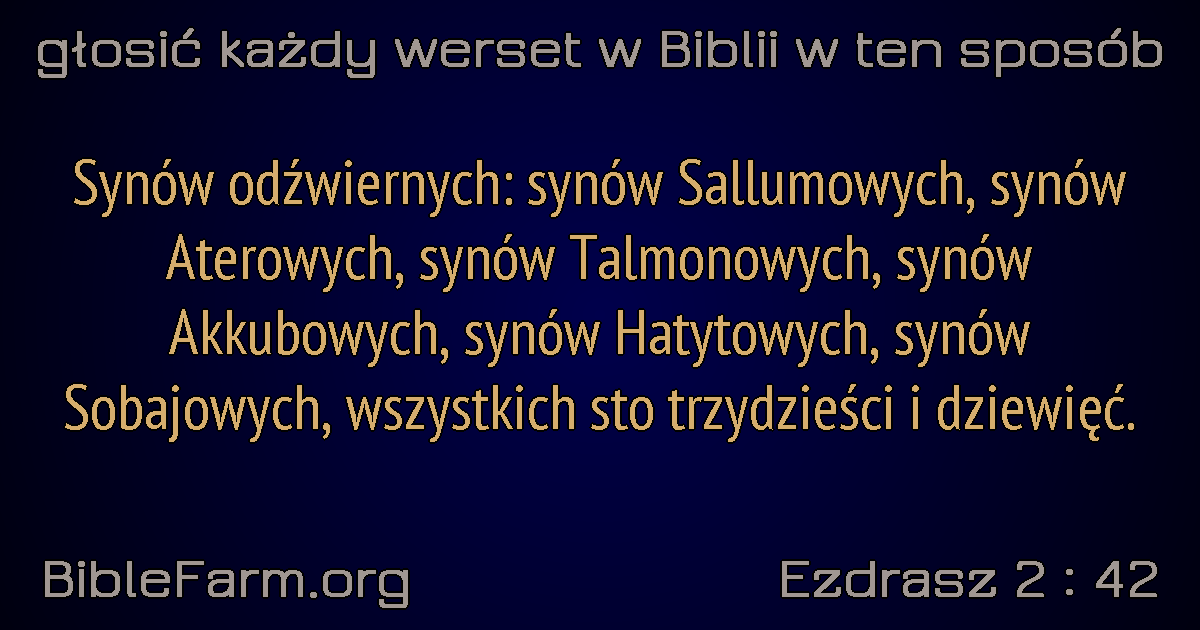 głosić każdy werset w Biblii w ten sposób
Synów odźwiernych: synów Sallumowych, synów
Aterowych, synów Talmonowych, synów
Akkubowych, synów Hatytowych, synów
Sobajowych, wszystkich sto trzydzieści i dziewięć.
BibleFarm.org
Ezdrasz 2 : 42